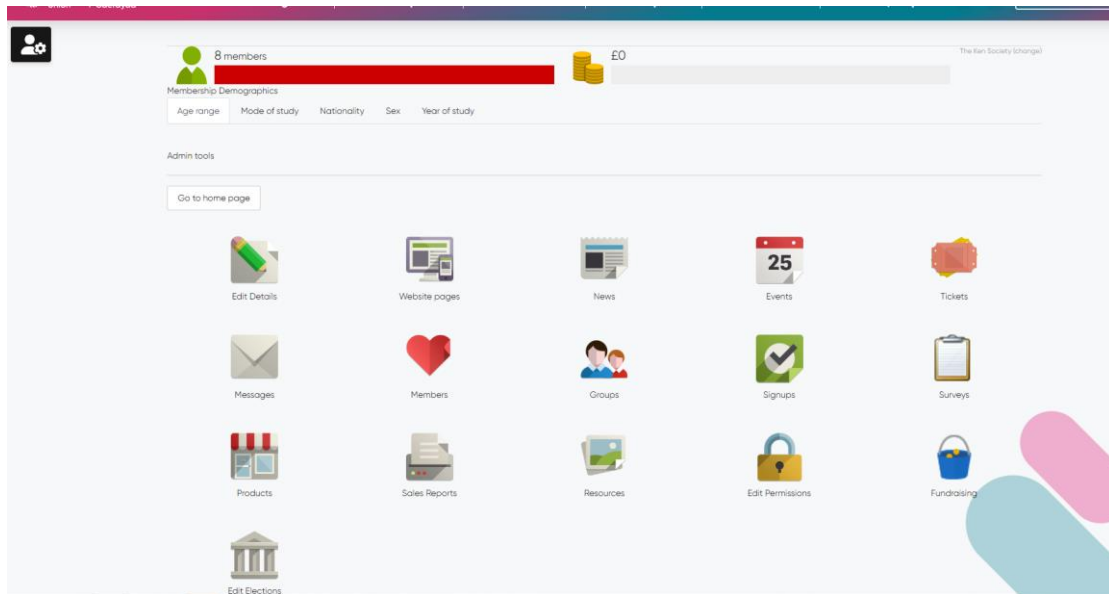 8 members
£0
The Ken Society (change)
Membership Demographics
Age range Mode of study Nationality Sex Year of study
Admin tools
Go to home page
25
Edit Details Website pages News Events Tickets
Messages Members Groups Signups Surveys
Products Sales Reports Resources Edit Permissions Fundraising
Edit Elections